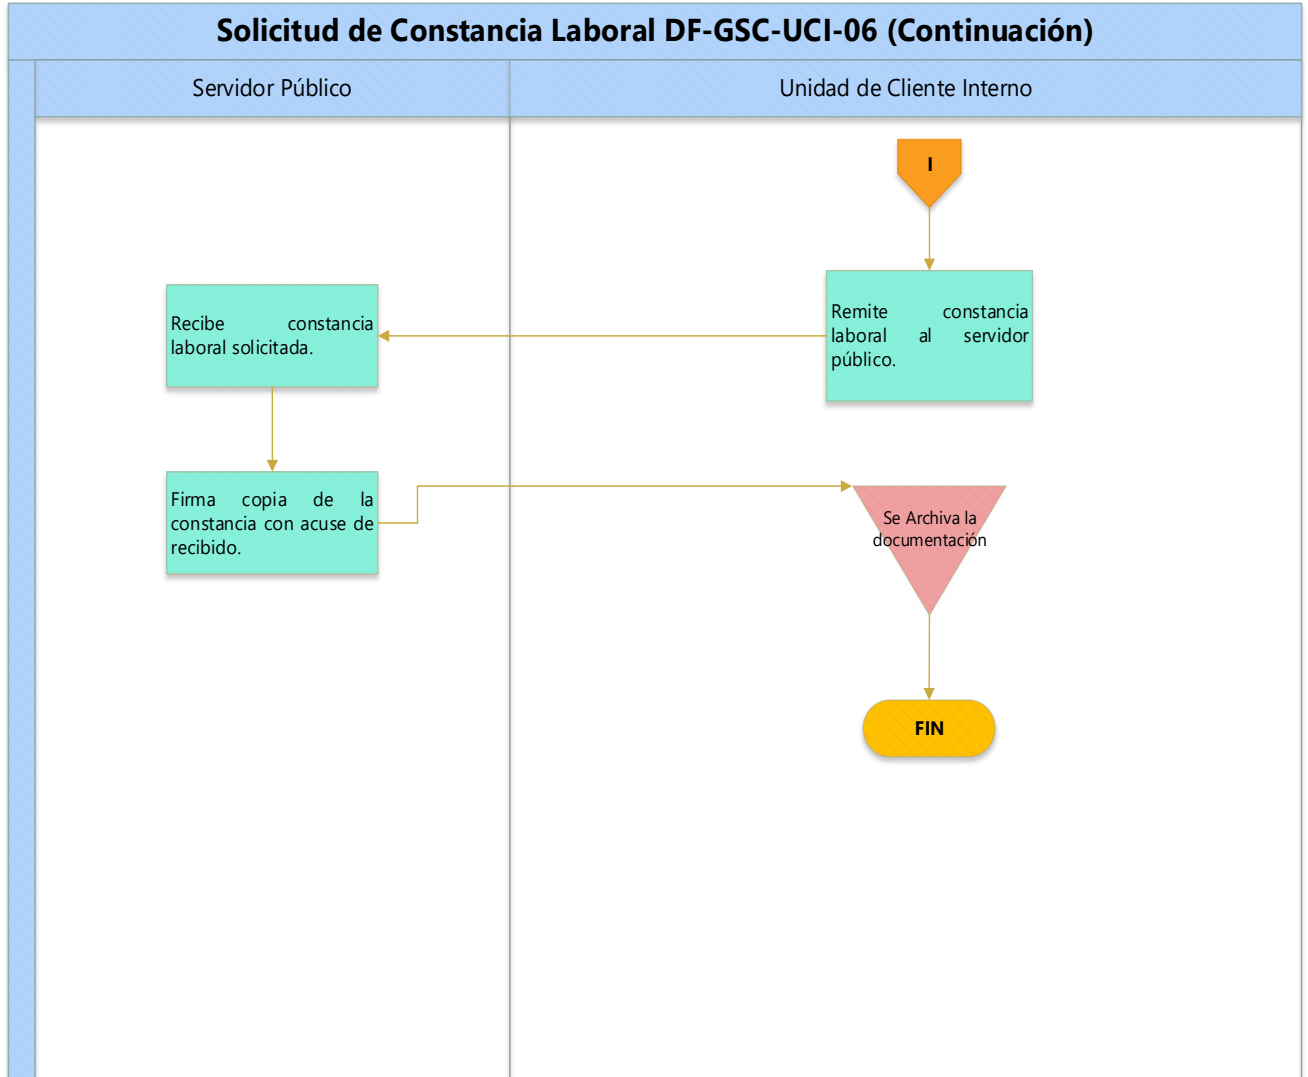 Solicitud de Constancia Laboral DF-GSC-UCI-06 (Continuación)
Servidor Público
Unidad de Cliente Interno
I
Remite constancia
laboral al servidor
público.
Recibe constancia
laboral solicitada.
Firma copia de la
constancia con acuse de
recibido.
Se Archiva la
documentación
FIN